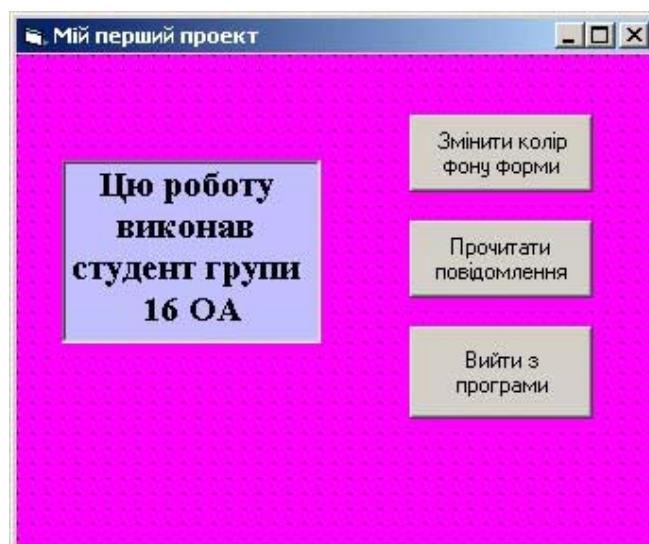 Мій перший проект
Цю роботу
виконав
студент групи
16 ОА
Змінити колір
фону форми
Прочитати
повідомлення
Вийти з
програми